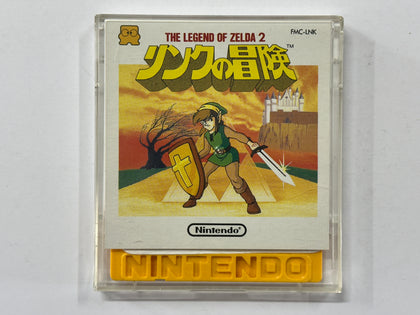 THE LEGEND OF ZELDA 2
FMC-LNK
リンクの冒険
TM
Nintendo
NINTENDO